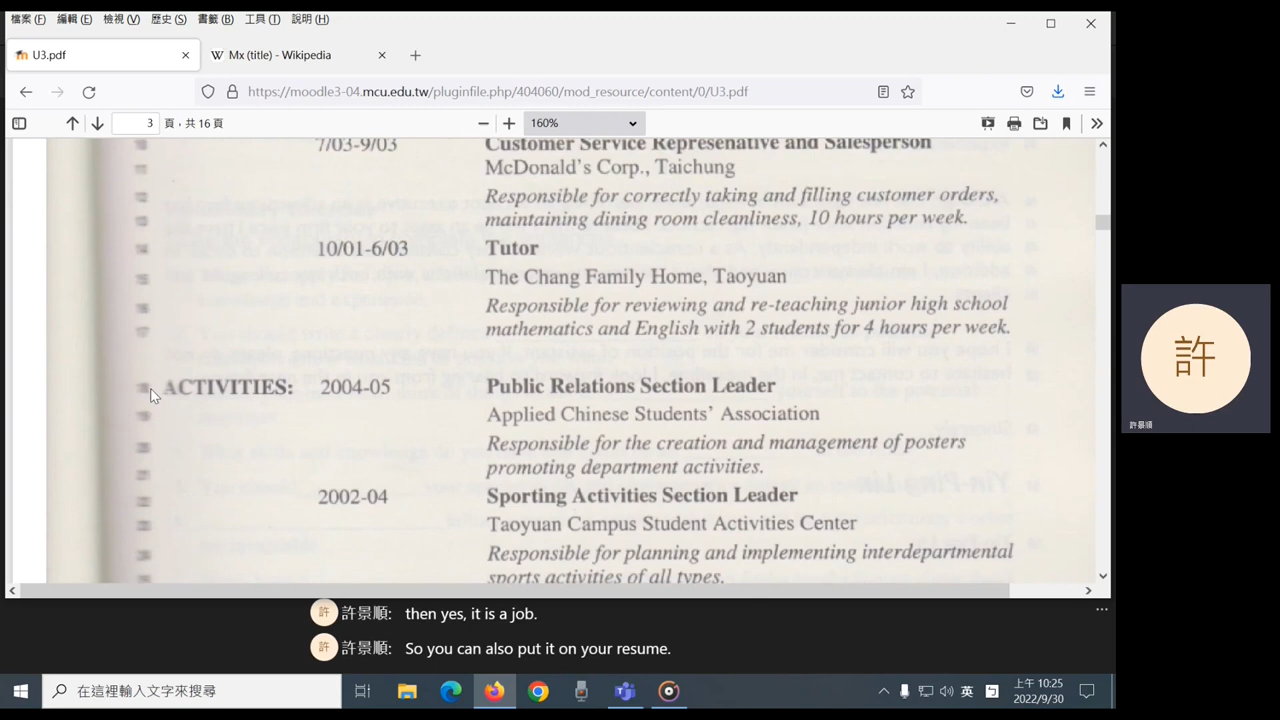 檔案 (F) 編輯 (E) 檢視 (V) 歷史 (S) 書籤 (B) 工具 (T) 說明 (H)
U3.pdf
W Mx (title) - Wikipedia
https://moodle3-04.mcu.edu.tw/pluginfile.php/404060/mod_resource/content/0/U3.pdf
3 頁，共 16 頁
160%
7/03-9/03 Customer Service Represenative and Salesperson
McDonald's Corp., Taichung
Responsible for correctly taking and filling customer orders,
maintaining dining room cleanliness, 10 hours per week.
10/01-6/03 Tutor
The Chang Family Home, Taoyuan
Responsible for reviewing and re-teaching junior high school
mathematics and English with 2 students for 4 hours per week.
ACTIVITIES: 2004-05 Public Relations Section Leader
Applied Chinese Students' Association
Responsible for the creation and management of posters
promoting department activities.
2002-04 Sporting Activities Section Leader
Taoyuan Campus Student Activities Center
Responsible for planning and implementing interdepartmental
sports activities of all types.
許
許景順
許 許景順: then yes, it is a job.
許 許景順: So you can also put it on your resume.
在這裡輸入文字來搜尋
英
ㄅ
上午 10:25
2022/9/30